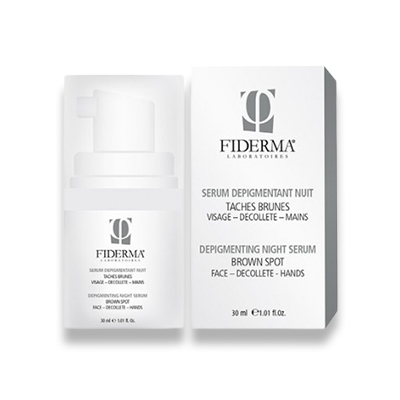 FIDERMA®
LABORATOIRES
SERUM DEPIGMENTANT NUIT
TACHES BRUNES
VISAGE – DECOLLETE – MAINS
DEPIGMENTING NIGHT SERUM
BROWN SPOT
FACE – DECOLLETE - HANDS
30 ml ℮1.01 fl.Oz.
FIDERMA®
LABORATOIRES
SERUM DEPIGMENTANT NUIT
TACHES BRUNES
VISAGE – DECOLLETE – MAINS
DEPIGMENTING NIGHT SERUM
BROWN SPOT
FACE – DECOLLETE - HANDS
30 ml ℮1.01 fl.Oz.